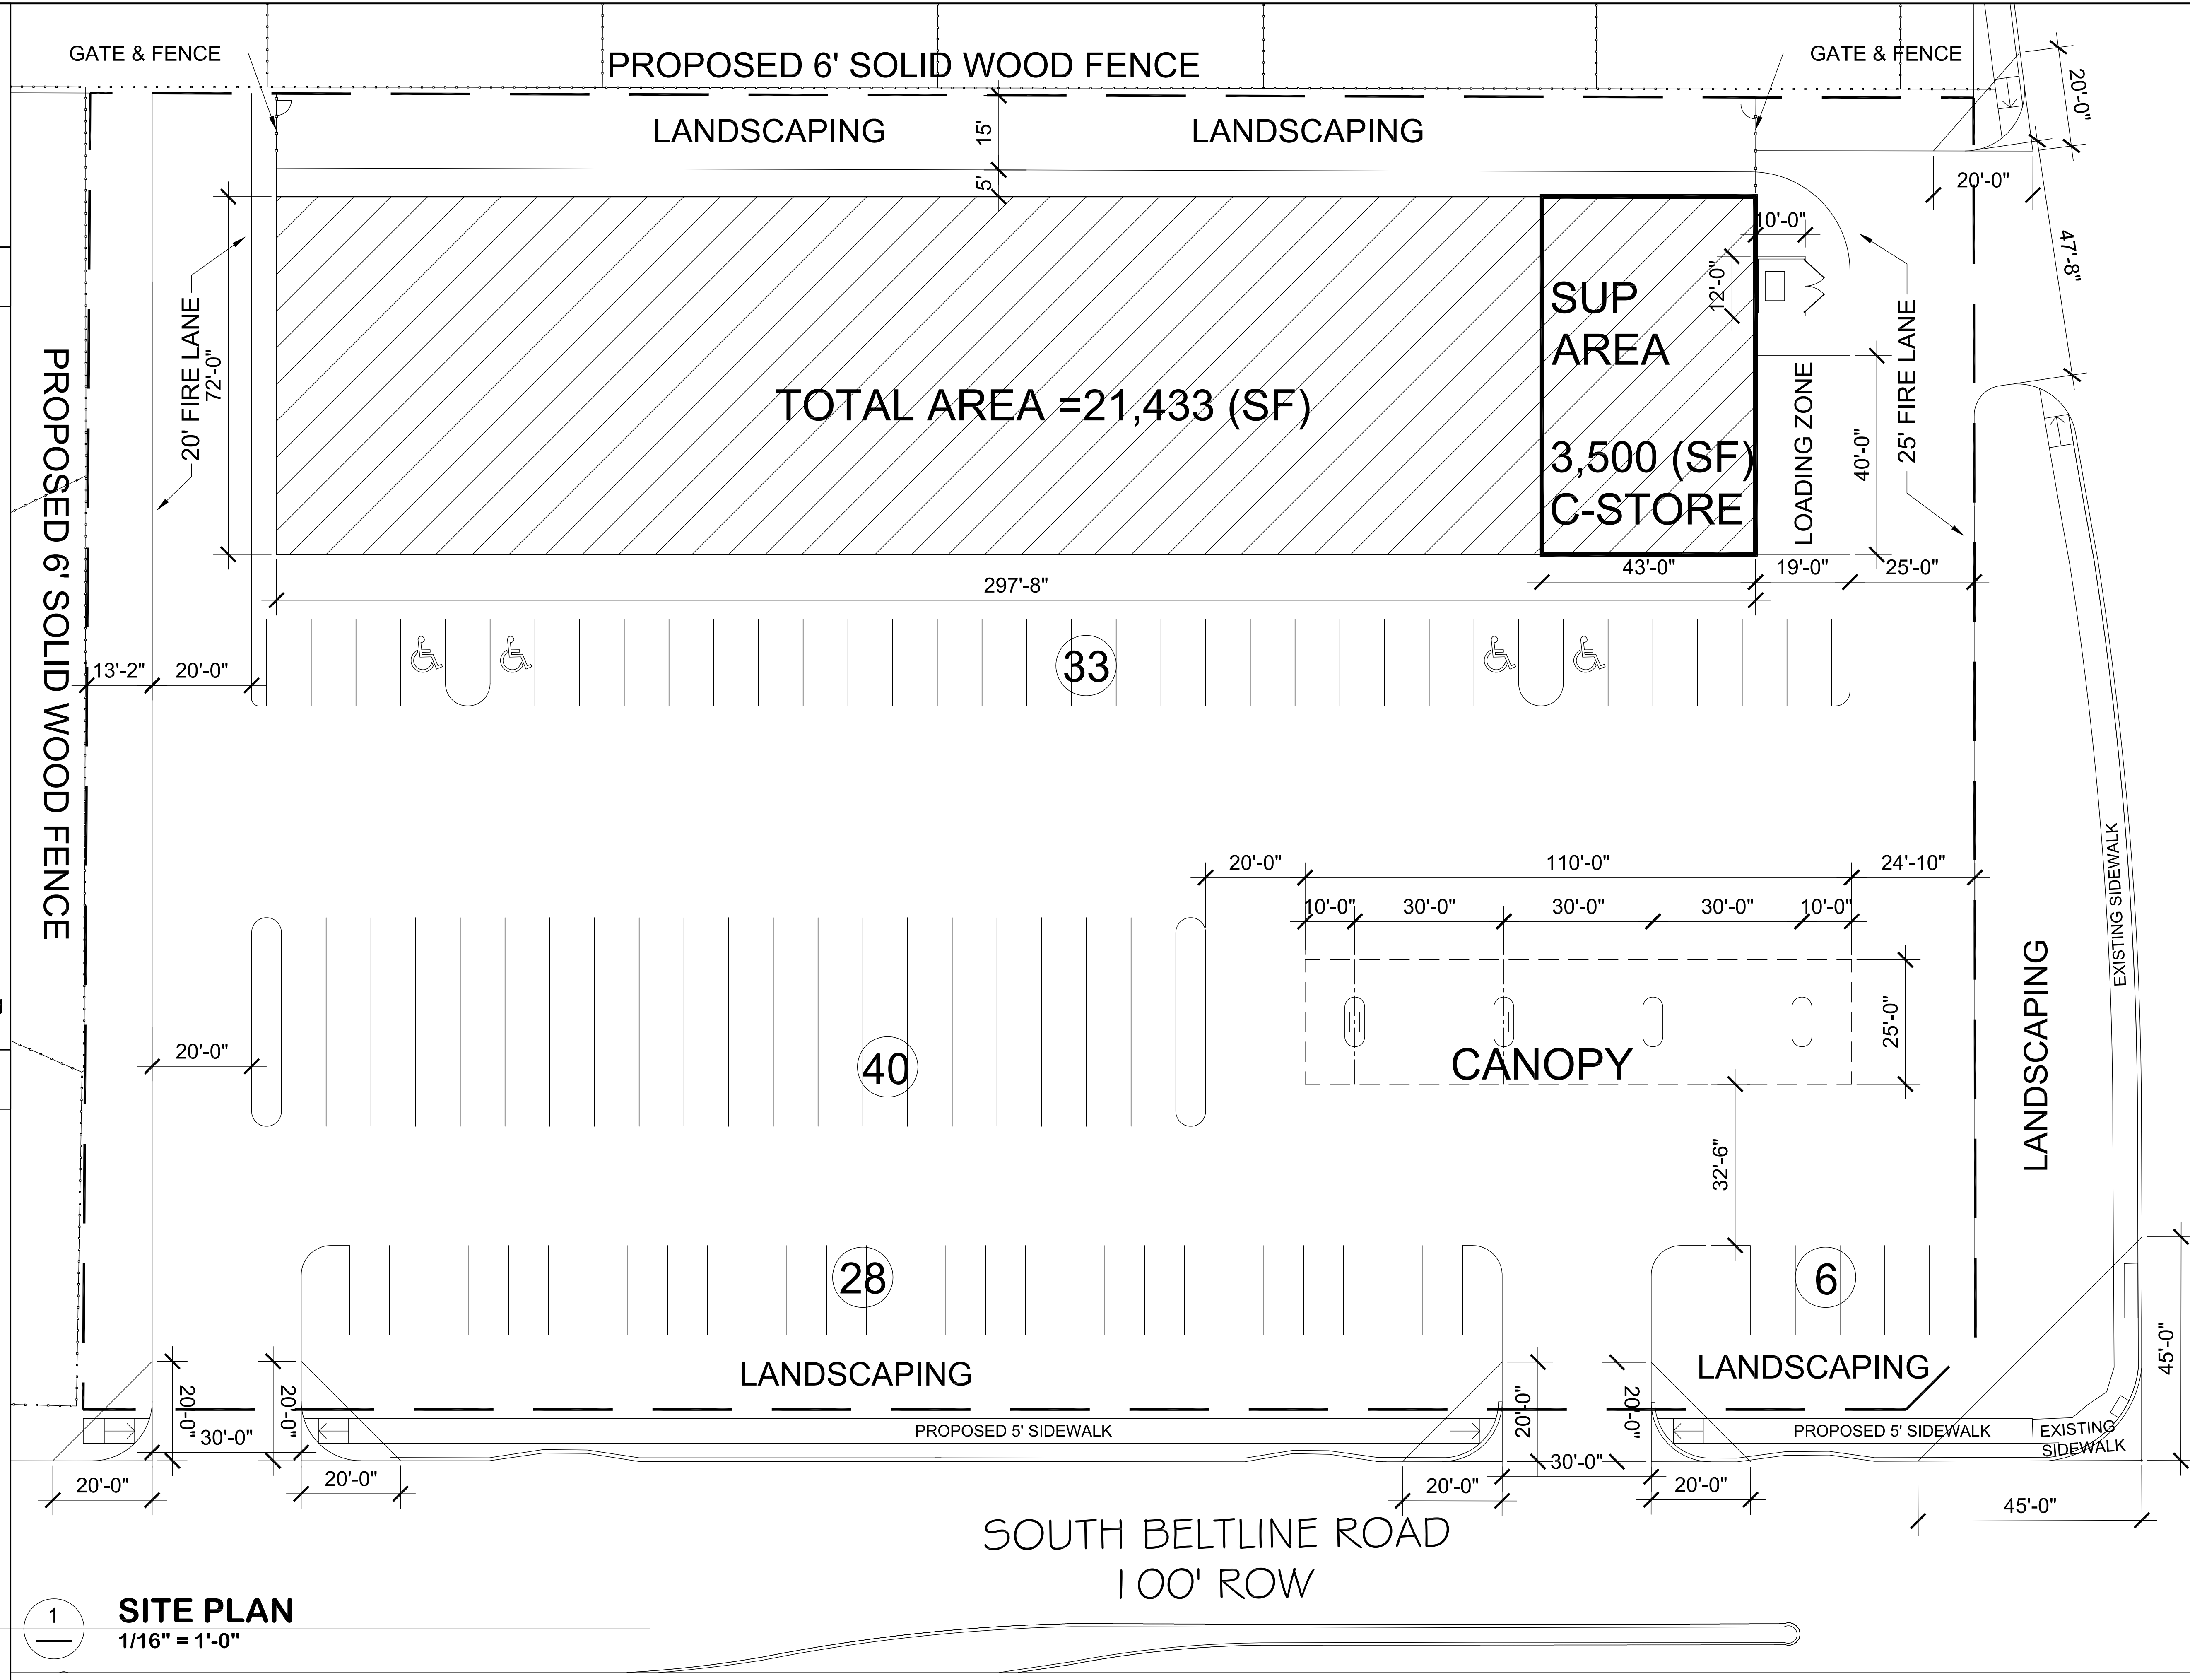 GATE & FENCE
PROPOSED 6' SOLID WOOD FENCE
GATE & FENCE
20'-0"
LANDSCAPING
15'
LANDSCAPING
5'
20'-0"
10'-0"
47'-8"
12'-0"
20' FIRE LANE
72'-0"
PROPOSED 6' SOLID WOOD FENCE
TOTAL AREA =21,433 (SF)
SUP
AREA
3,500 (SF)
C-STORE
LOADING ZONE
40'-0"
25' FIRE LANE
297'-8"
43'-0"
19'-0"
25'-0"
13'-2"
20'-0"
33
20'-0"
110'-0"
24'-10"
10'-0"
30'-0"
30'-0"
30'-0"
10'-0"
EXISTING SIDEWALK
LANDSCAPING
25'-0"
20'-0"
40
CANOPY
32'-6"
28
6
45'-0"
LANDSCAPING
LANDSCAPING
20'-0"
20'-0"
20'-0"
20'-0"
30'-0"
PROPOSED 5' SIDEWALK
PROPOSED 5' SIDEWALK
EXISTING
SIDEWALK
30'-0"
20'-0"
20'-0"
20'-0"
20'-0"
45'-0"
SOUTH BELTLINE ROAD
100' ROW
1
SITE PLAN
1/16" = 1'-0"